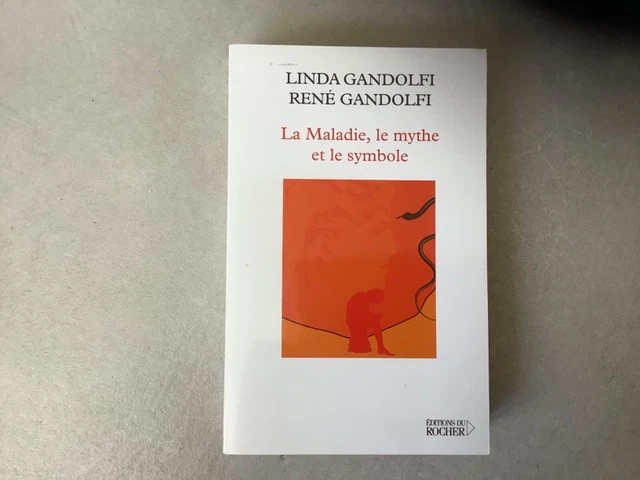 LINDA GANDOLFI
RENÉ GANDOLFI
La Maladie, le mythe
et le symbole
ÉDITIONS DU
ROCHER